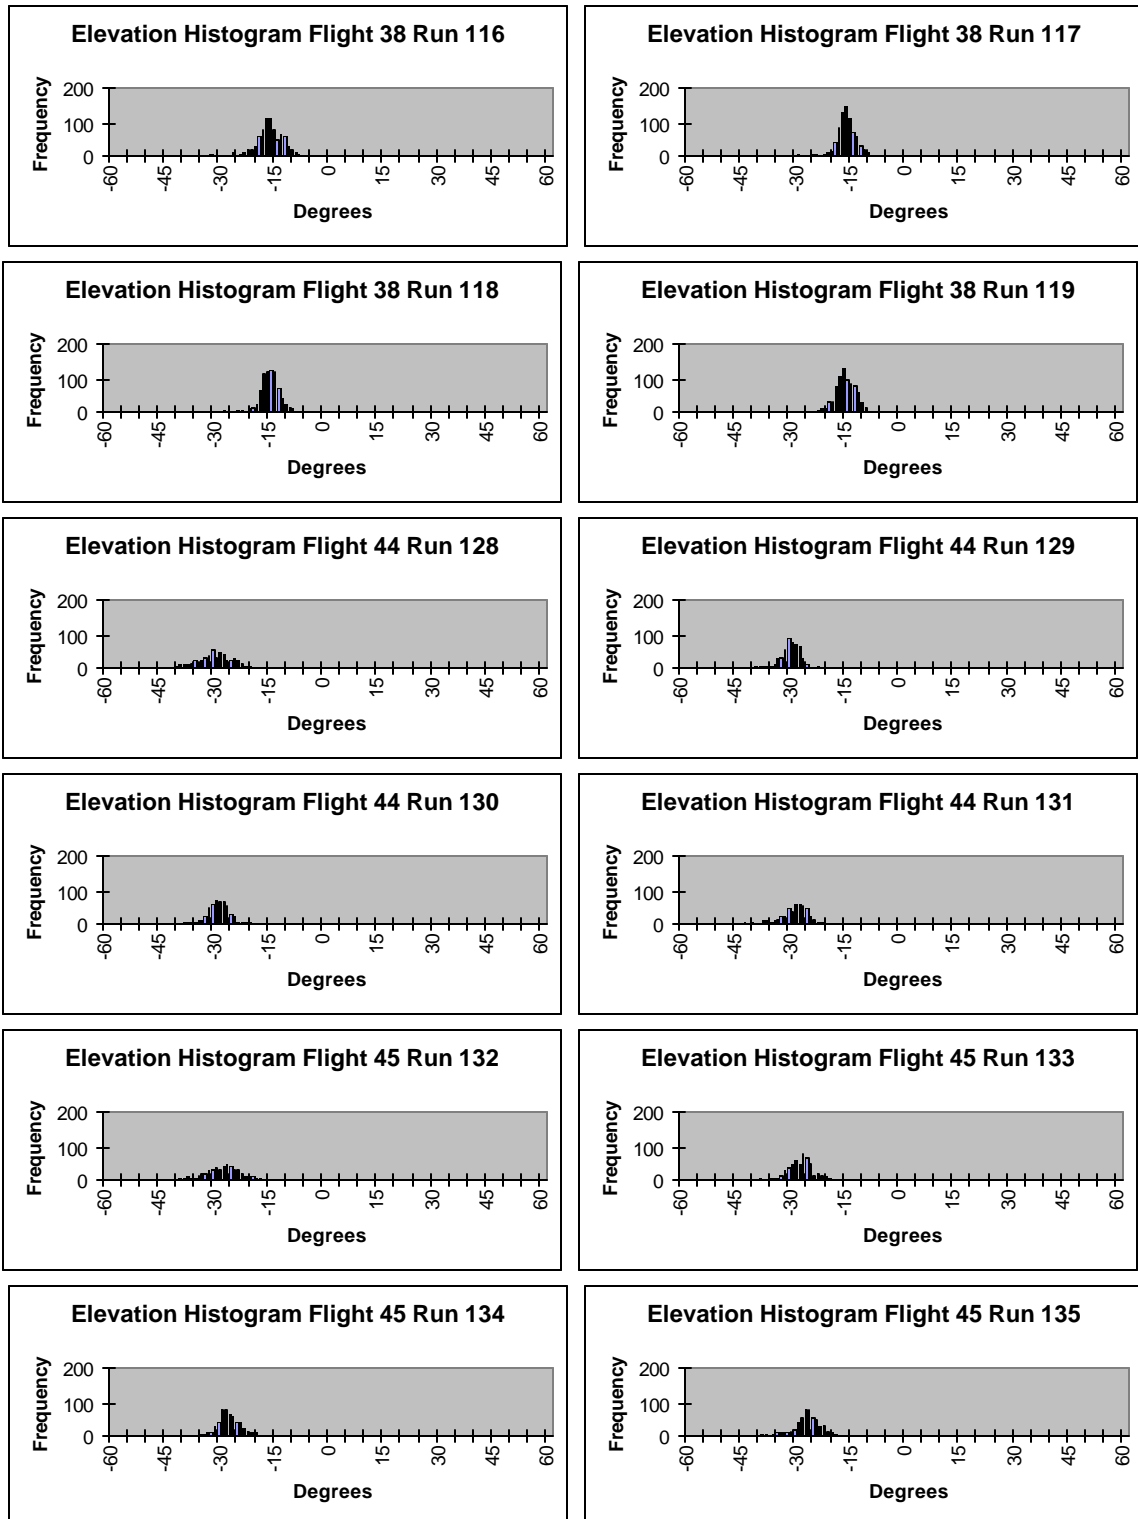 Elevation Histogram Flight 38 Run 116
Frequency
200
100
0
-60 -45 -30 -15 0 15 30 45 60
Degrees
Elevation Histogram Flight 38 Run 117
Frequency
200
100
0
-60 -45 -30 -15 0 15 30 45 60
Degrees
Elevation Histogram Flight 38 Run 118
Frequency
200
100
0
-60 -45 -30 -15 0 15 30 45 60
Degrees
Elevation Histogram Flight 38 Run 119
Frequency
200
100
0
-60 -45 -30 -15 0 15 30 45 60
Degrees
Elevation Histogram Flight 44 Run 128
Frequency
200
100
0
-60 -45 -30 -15 0 15 30 45 60
Degrees
Elevation Histogram Flight 44 Run 129
Frequency
200
100
0
-60 -45 -30 -15 0 15 30 45 60
Degrees
Elevation Histogram Flight 44 Run 130
Frequency
200
100
0
-60 -45 -30 -15 0 15 30 45 60
Degrees
Elevation Histogram Flight 44 Run 131
Frequency
200
100
0
-60 -45 -30 -15 0 15 30 45 60
Degrees
Elevation Histogram Flight 45 Run 132
Frequency
200
100
0
-60 -45 -30 -15 0 15 30 45 60
Degrees
Elevation Histogram Flight 45 Run 133
Frequency
200
100
0
-60 -45 -30 -15 0 15 30 45 60
Degrees
Elevation Histogram Flight 45 Run 134
Frequency
200
100
0
-60 -45 -30 -15 0 15 30 45 60
Degrees
Elevation Histogram Flight 45 Run 135
Frequency
200
100
0
-60 -45 -30 -15 0 15 30 45 60
Degrees